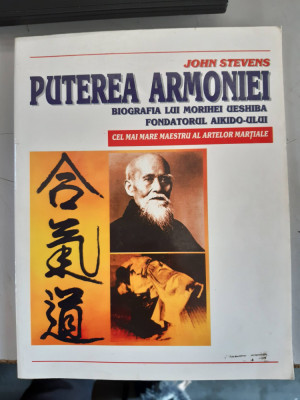 JOHN STEVENS
PUTEREA ARMONIEI
BIOGRAFIA LUI MORIHEI UESHIBA
FONDATORUL AIKIDO-ULUI
CEL MAI MARE MAESTRU AL ARTELOR MARȚIALE
合
氣
道